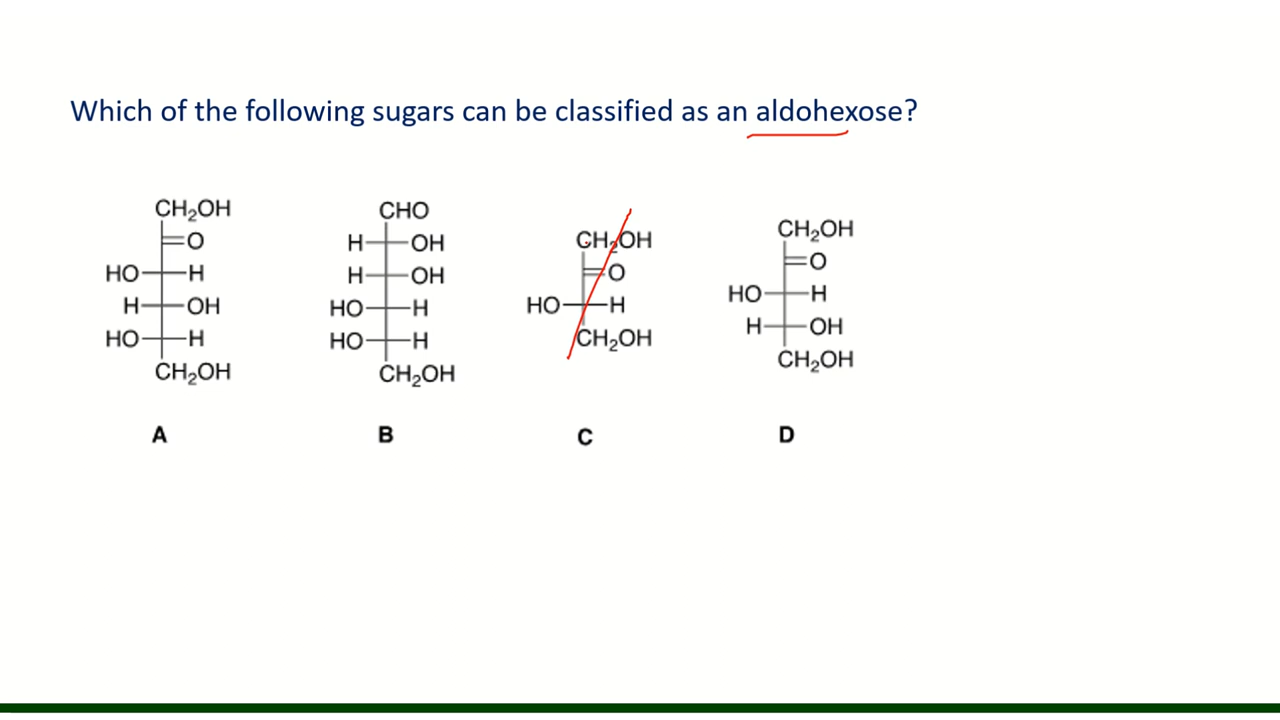 Which of the following sugars can be classified as an aldohexose?
CH₂OH
=O
HO H
H OH
HO H
CH₂OH
A
CHO
H OH
H OH
HO H
HO H
CH₂OH
B
CH₂OH
=O
HO H
CH₂OH
C
CH₂OH
=O
HO H
H OH
CH₂OH
D